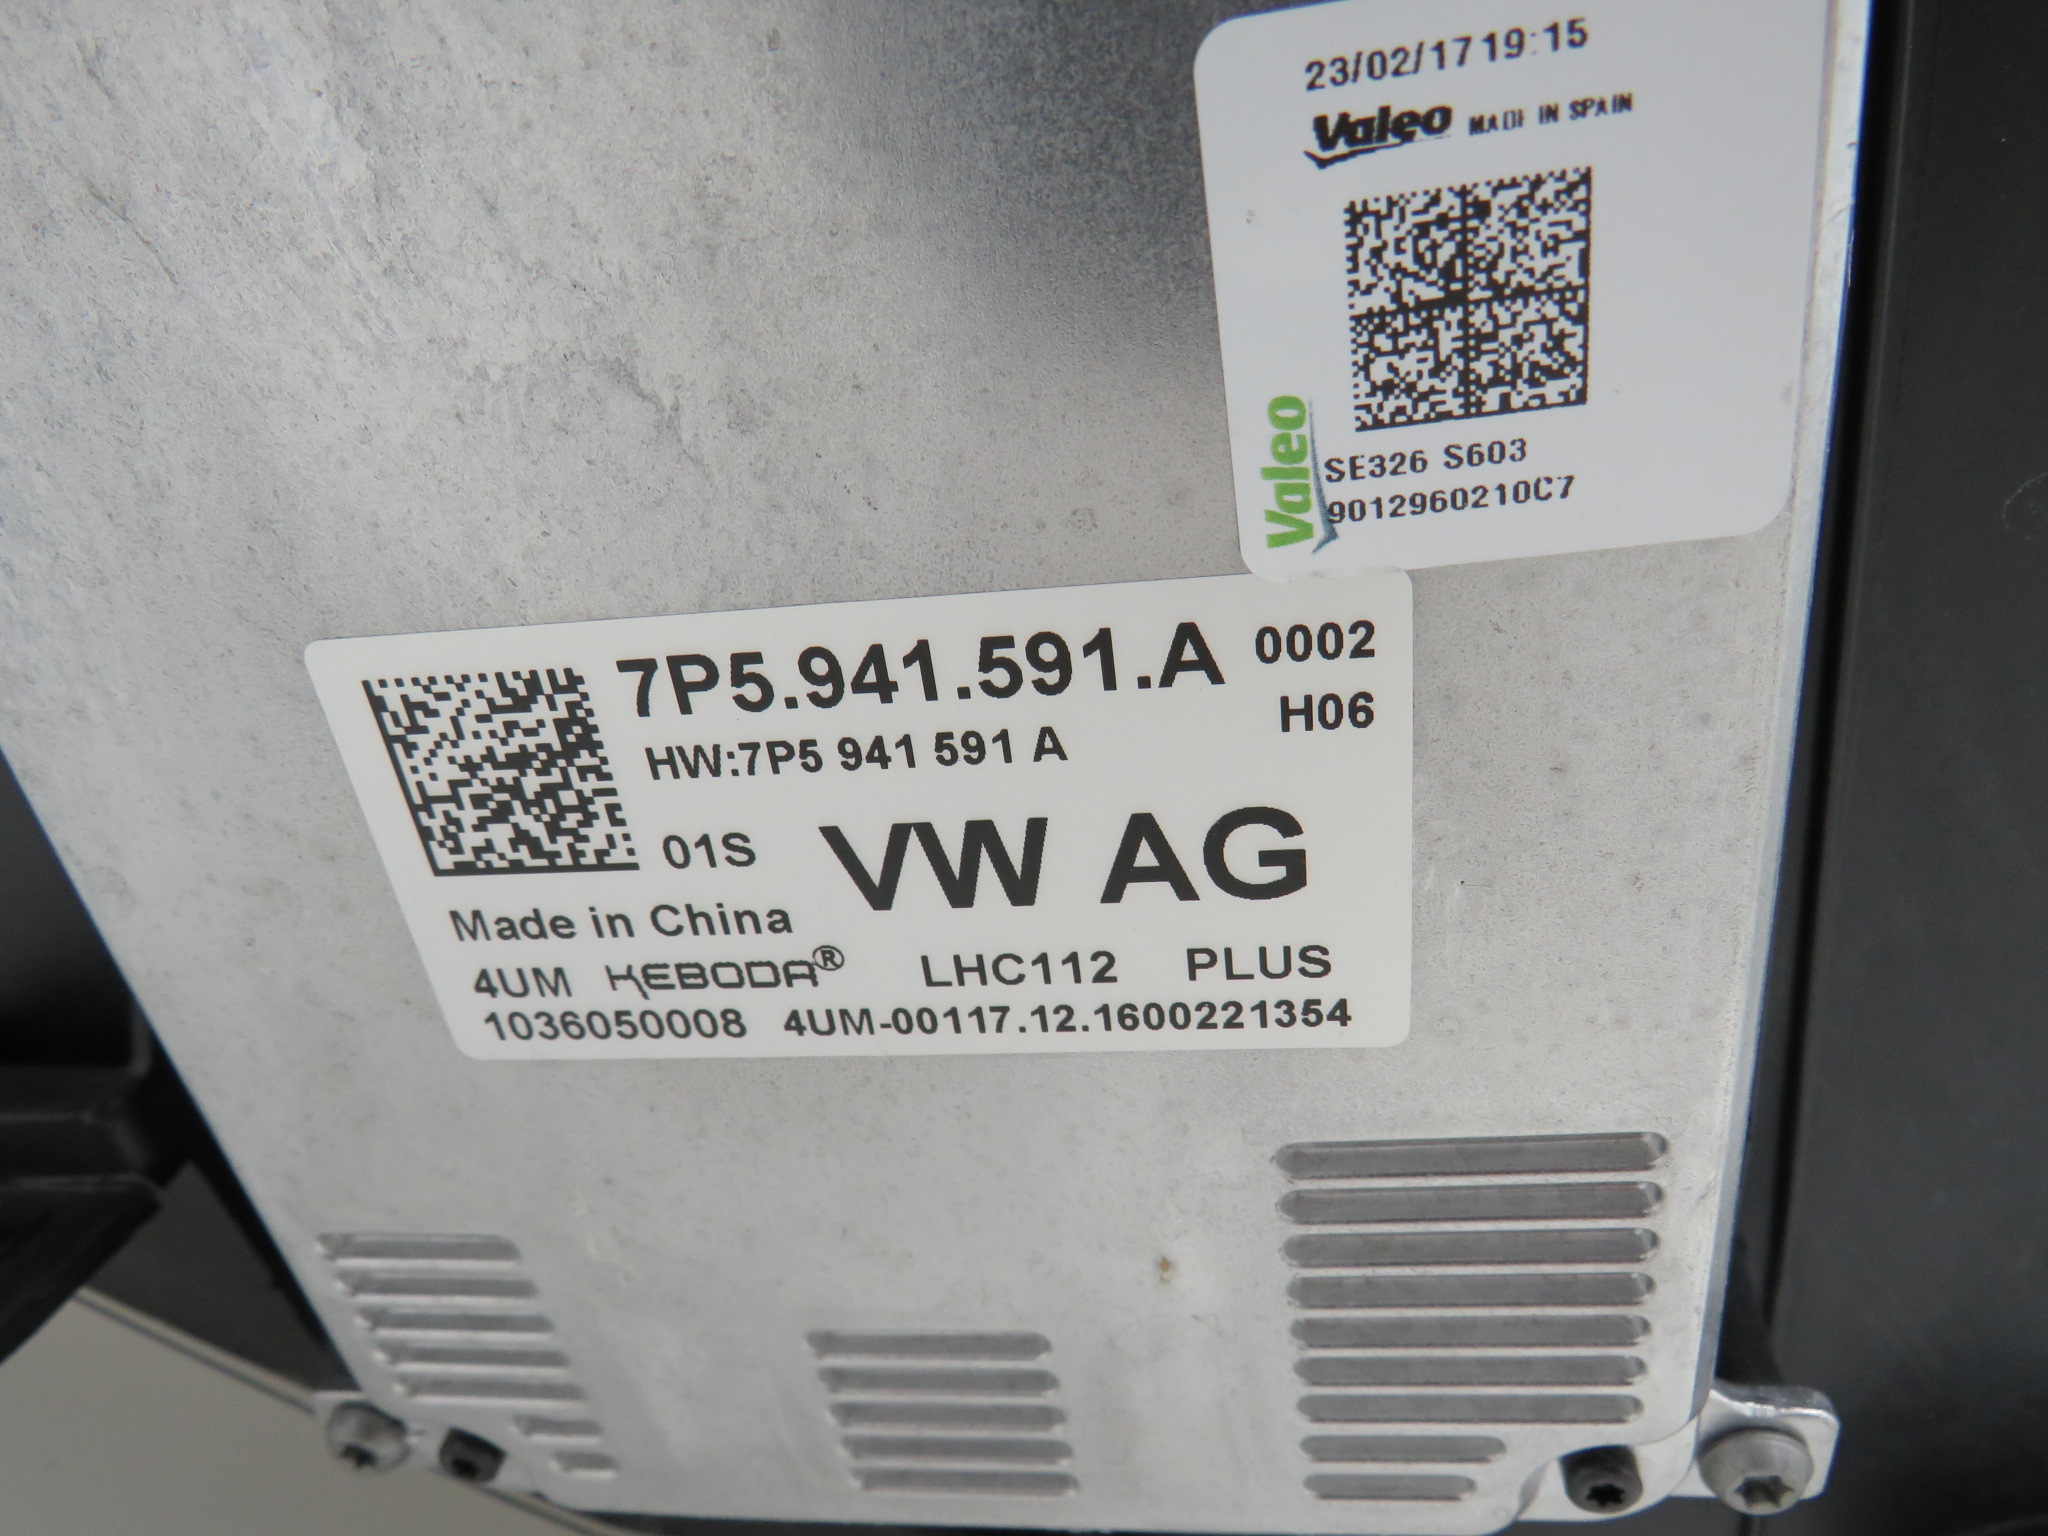 23/02/17 19:15
Valeo MADE IN SPAIN
Valeo
SE326 S603
9012960210C7
7P5.941.591.A 0002
HW:7P5 941 591 A H06
01S VW AG
Made in China
4UM KEBODA® LHC112 PLUS
1036050008 4UM-00117.12.1600221354